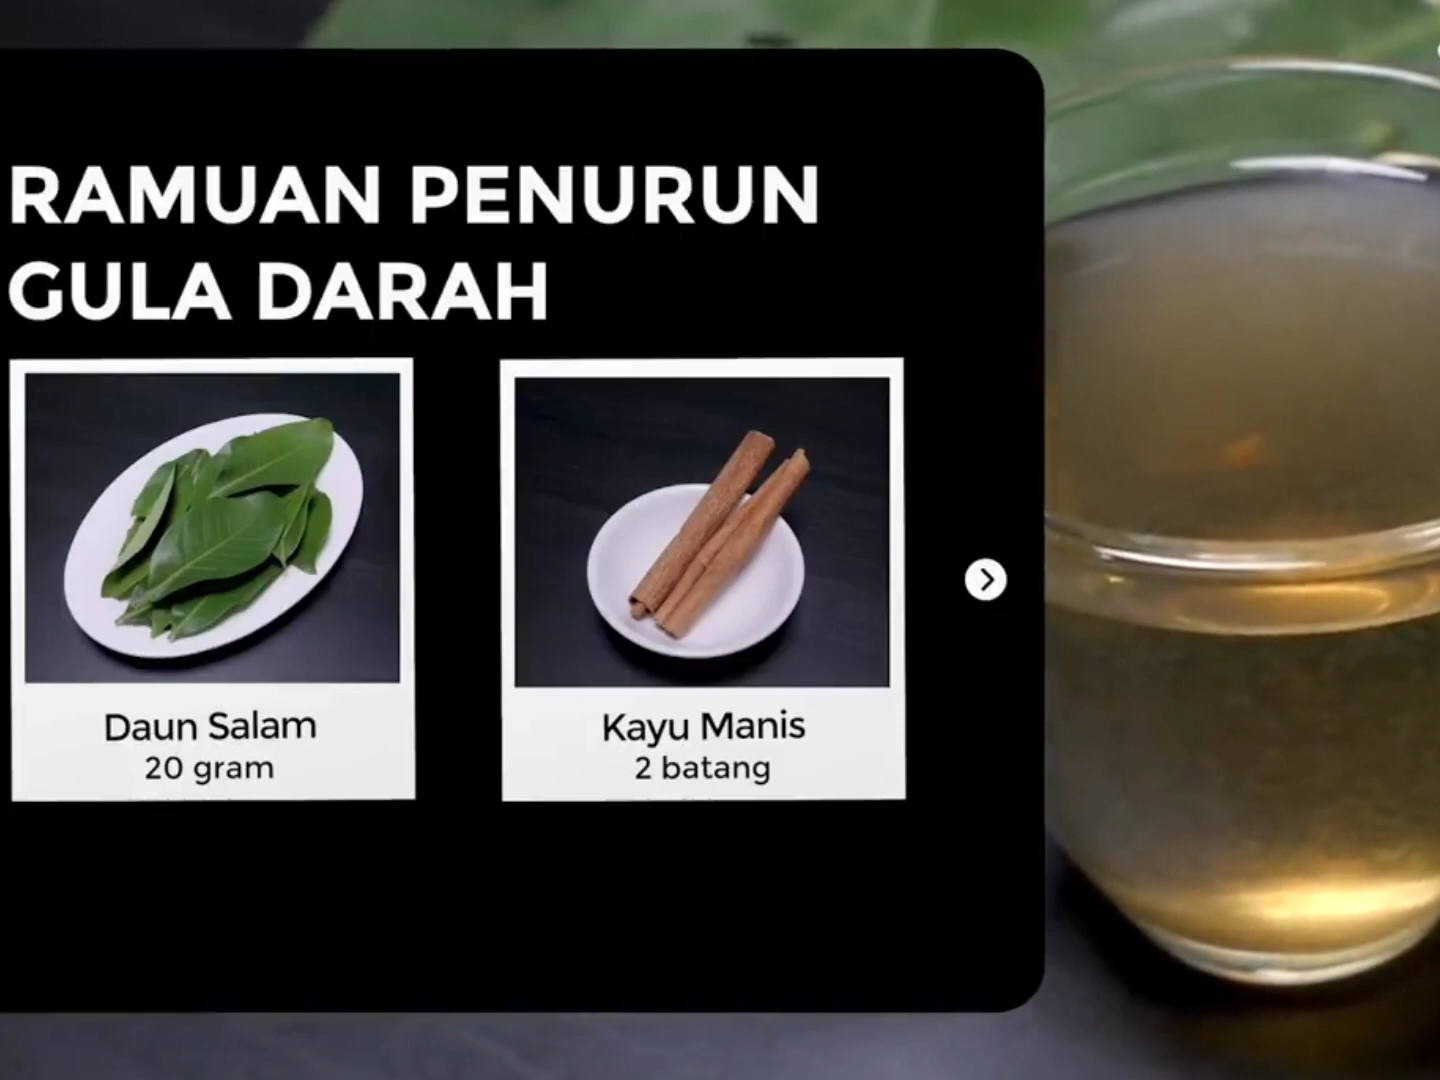 RAMUAN PENURUN
GULA DARAH
Daun Salam
20 gram
Kayu Manis
2 batang